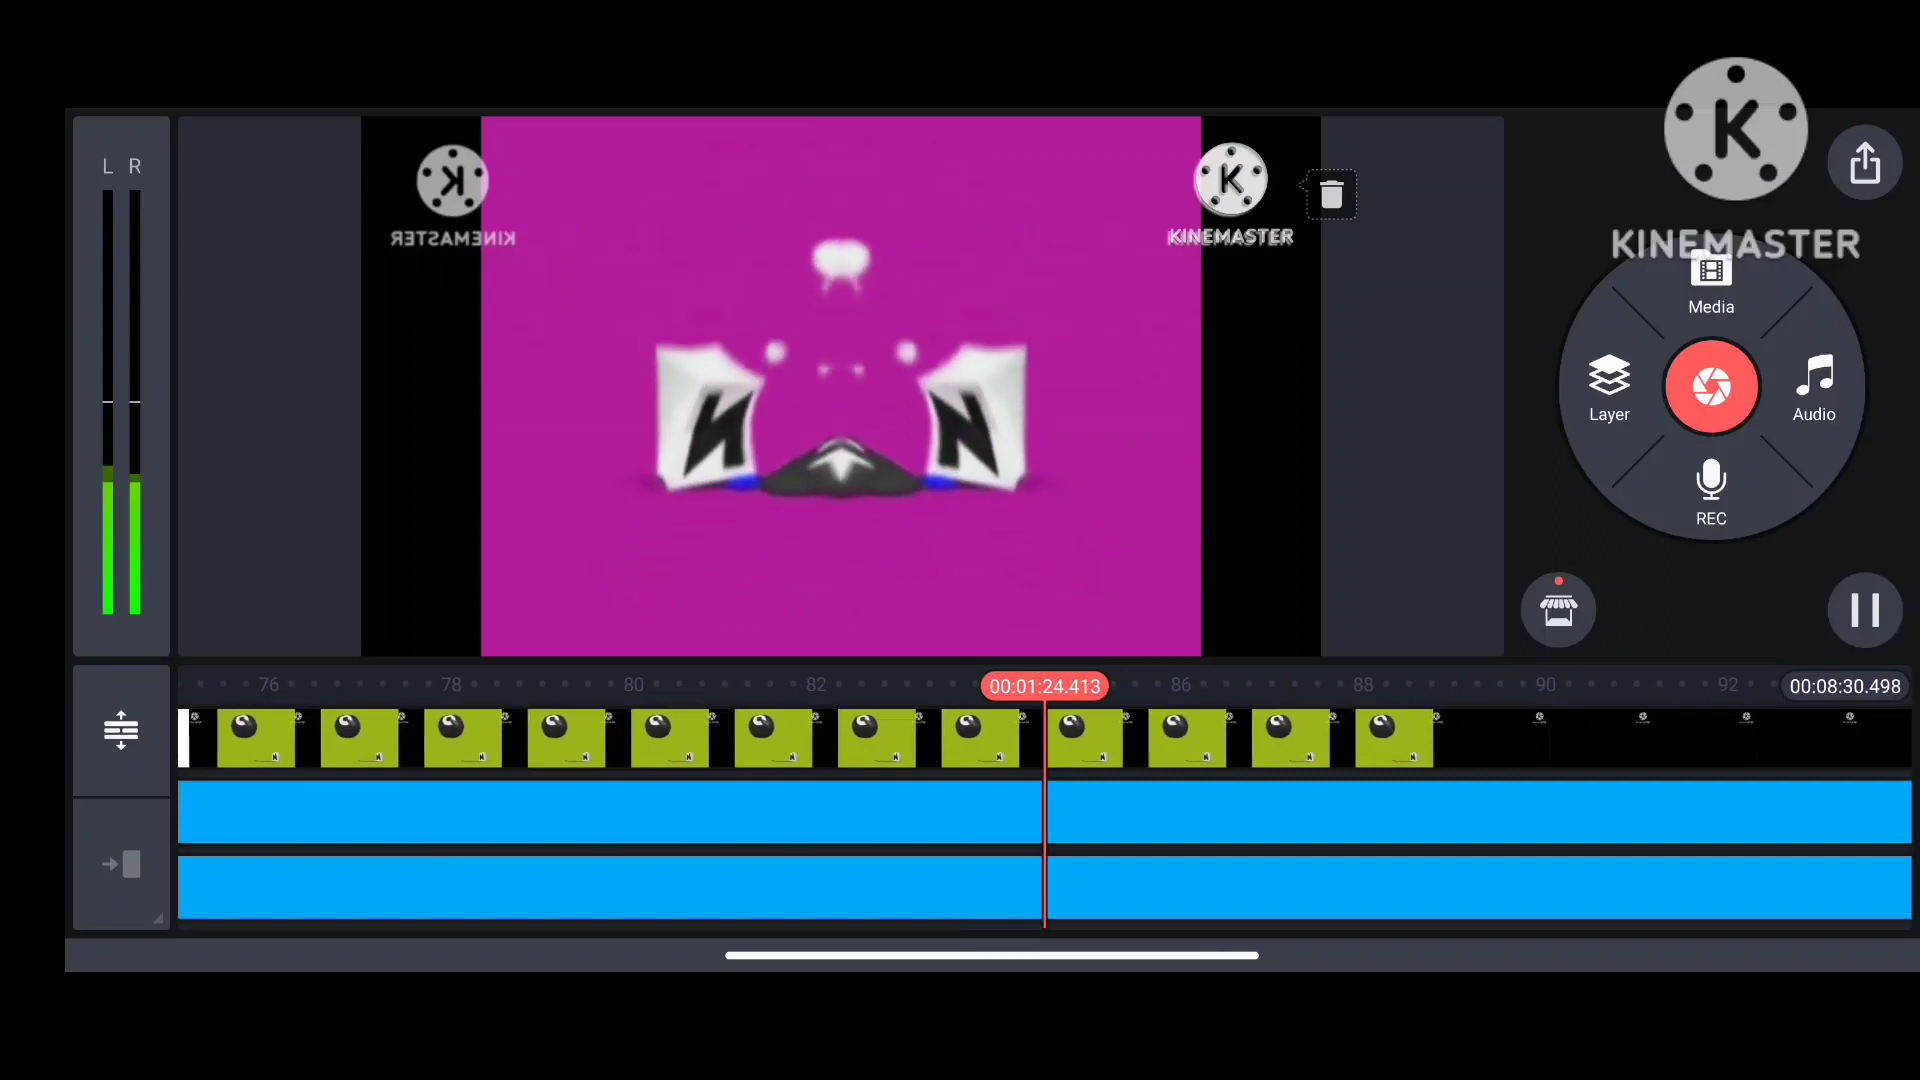 L R
K
KINEMASTER
K
KINEMASTER
K
KINEMASTER
Media
Layer
Audio
REC
N
N
76 78 80 82 00:01:24.413 86 88 90 92 00:08:30.498